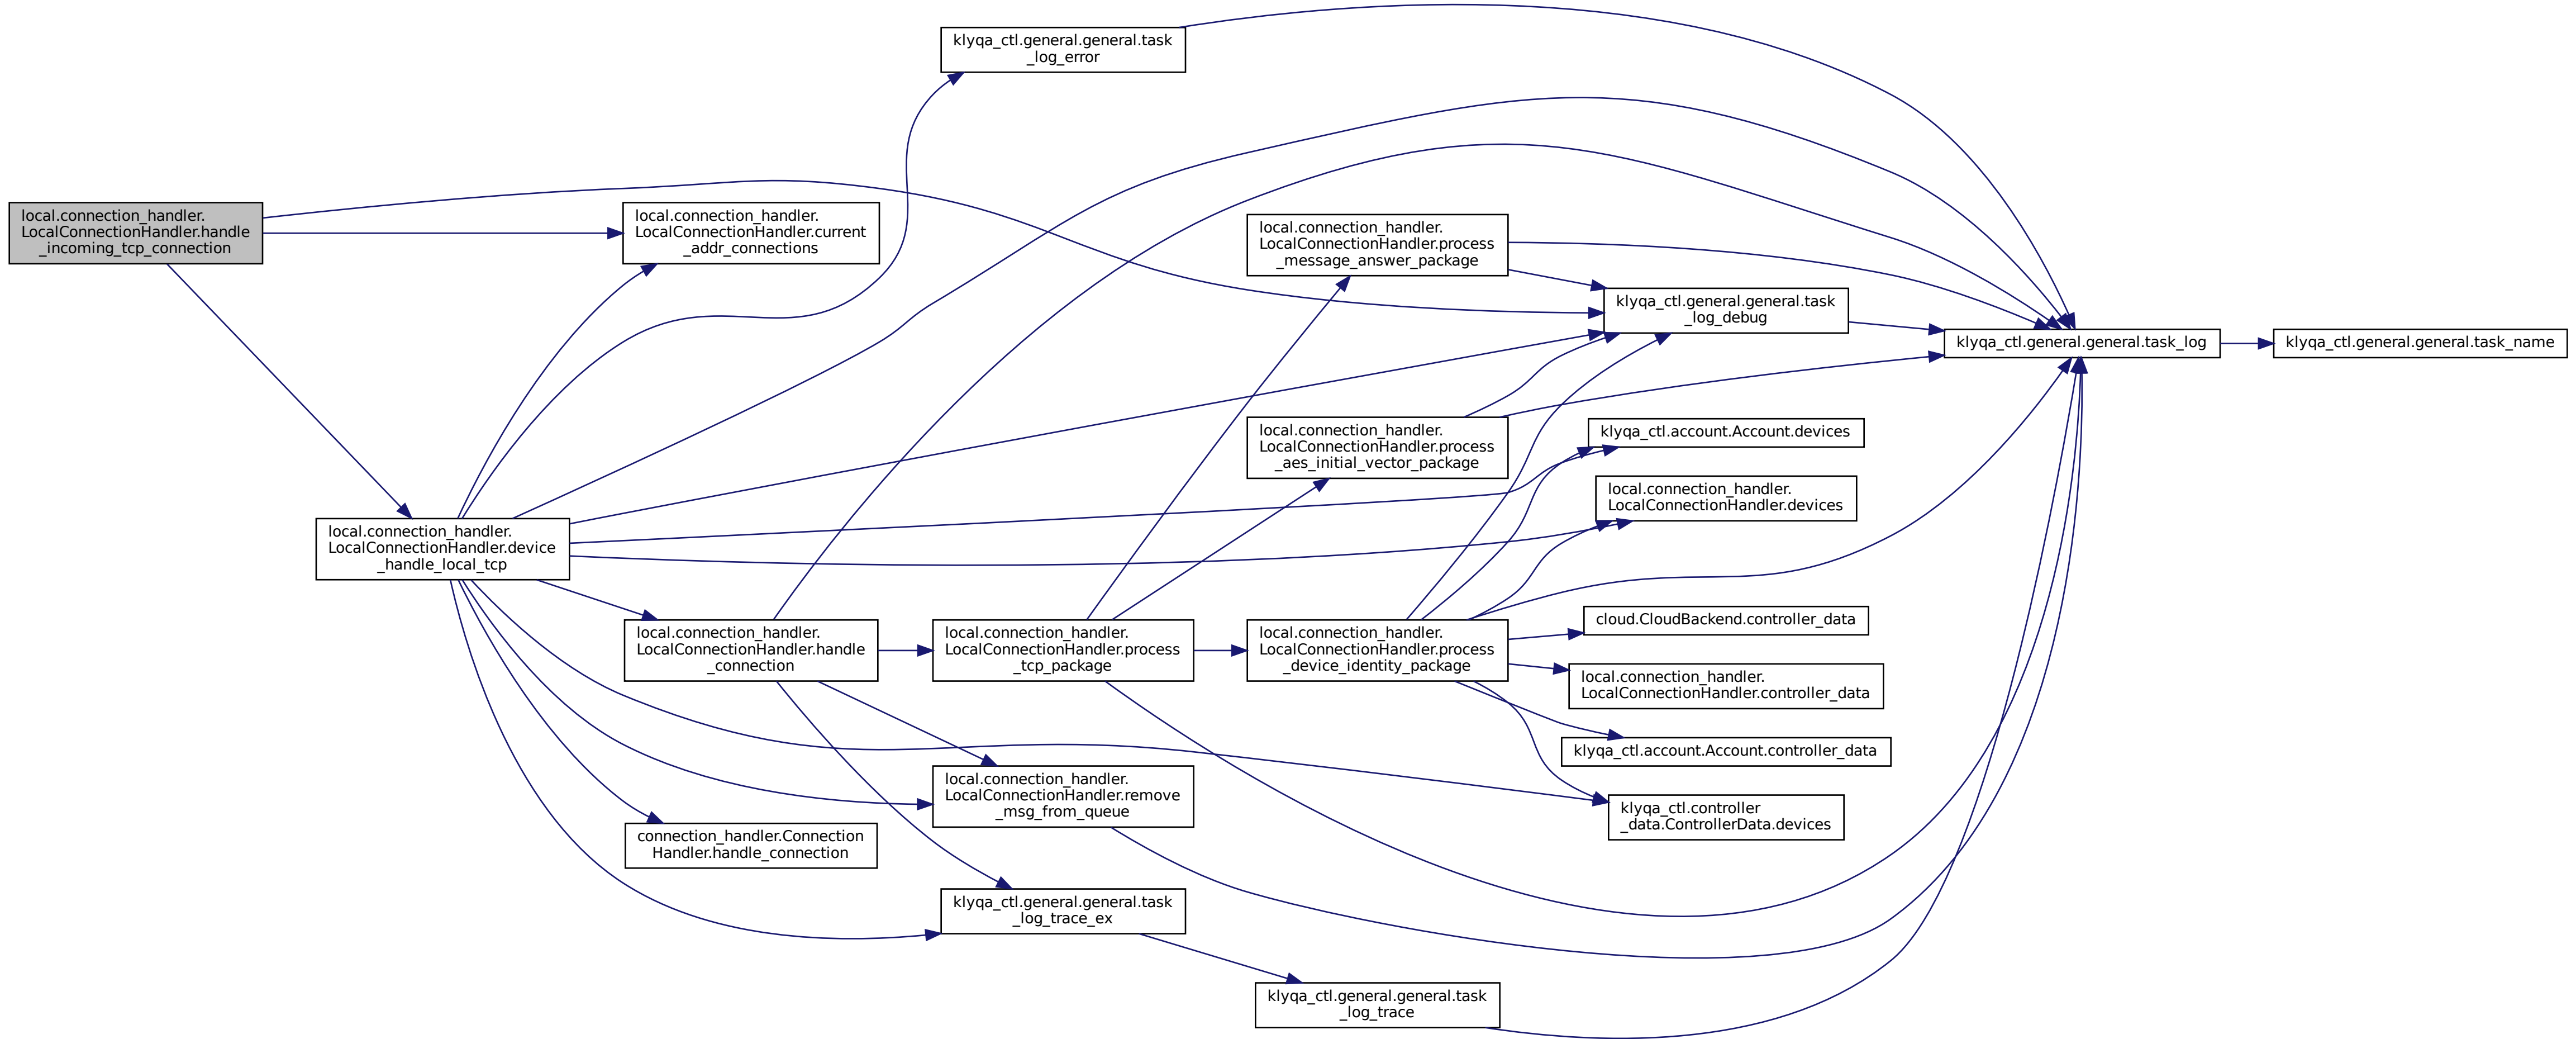 klyqa_ctl.general.general.task
_log_error
local.connection_handler.
LocalConnectionHandler.handle
_incoming_tcp_connection
local.connection_handler.
LocalConnectionHandler.current
_addr_connections
local.connection_handler.
LocalConnectionHandler.process
_message_answer_package
klyqa_ctl.general.general.task
_log_debug
klyqa_ctl.general.general.task_log
klyqa_ctl.general.general.task_name
local.connection_handler.
LocalConnectionHandler.process
_aes_initial_vector_package
klyqa_ctl.account.Account.devices
local.connection_handler.
LocalConnectionHandler.devices
local.connection_handler.
LocalConnectionHandler.device
_handle_local_tcp
local.connection_handler.
LocalConnectionHandler.handle
_connection
local.connection_handler.
LocalConnectionHandler.process
_tcp_package
local.connection_handler.
LocalConnectionHandler.process
_device_identity_package
cloud.CloudBackend.controller_data
local.connection_handler.
LocalConnectionHandler.controller_data
klyqa_ctl.account.Account.controller_data
local.connection_handler.
LocalConnectionHandler.remove
_msg_from_queue
klyqa_ctl.controller
_data.ControllerData.devices
connection_handler.Connection
Handler.handle_connection
klyqa_ctl.general.general.task
_log_trace_ex
klyqa_ctl.general.general.task
_log_trace